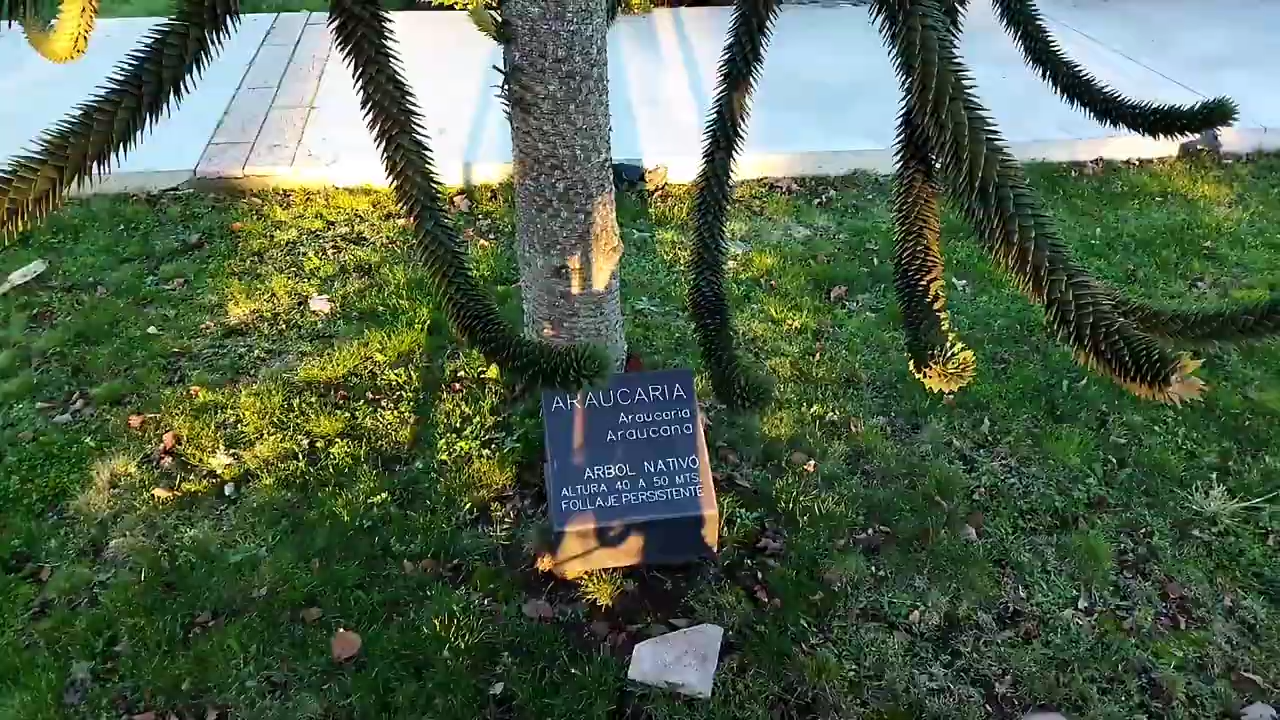 ARAUCARIA
Araucaria
Araucana
ARBOL NATIVO
ALTURA 40 A 50 MTS.
FOLLAJE PERSISTENTE